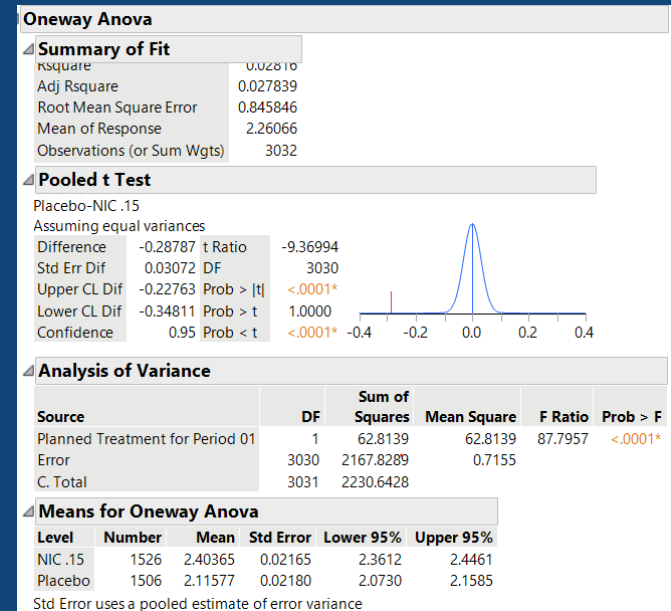 Oneway Anova
Summary of Fit
Rsquare 0.02816
Adj Rsquare 0.027839
Root Mean Square Error 0.845846
Mean of Response 2.26066
Observations (or Sum Wgts) 3032
Pooled t Test
Placebo-NIC .15
Assuming equal variances
Difference -0.28787 t Ratio -9.36994
Std Err Dif 0.03072 DF 3030
Upper CL Dif -0.22763 Prob > |t| <.0001*
Lower CL Dif -0.34811 Prob > t 1.0000
Confidence 0.95 Prob < t <.0001*
-0.4 -0.2 0.0 0.2 0.4
Analysis of Variance
Sum of
Source DF Squares Mean Square F Ratio Prob > F
Planned Treatment for Period 01 1 62.8139 62.8139 87.7957 <.0001*
Error 3030 2167.8289 0.7155
C. Total 3031 2230.6428
Means for Oneway Anova
Level Number Mean Std Error Lower 95% Upper 95%
NIC .15 1526 2.40365 0.02165 2.3612 2.4461
Placebo 1506 2.11577 0.02180 2.0730 2.1585
Std Error uses a pooled estimate of error variance